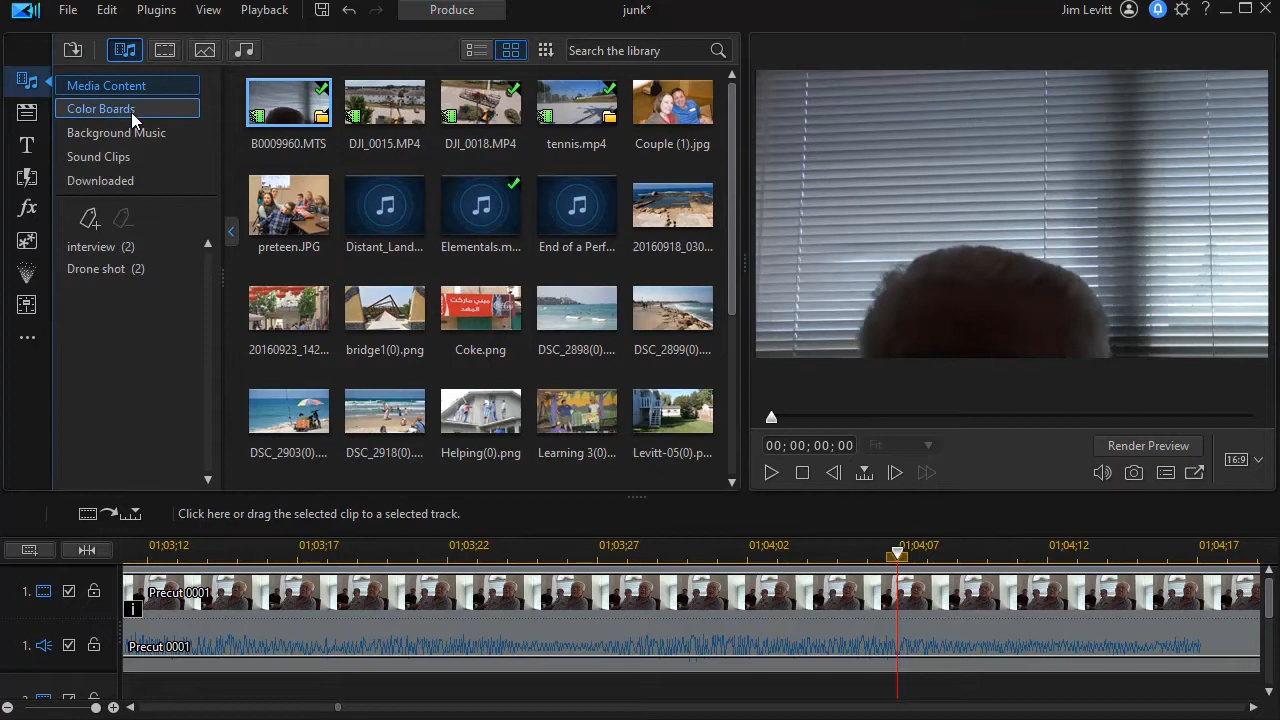 File Edit Plugins View Playback Produce junk* Jim Levitt
Search the library
Media Content
Color Boards
Background Music
Sound Clips
Downloaded
interview (2)
Drone shot (2)
B0009960.MTS DJI_0015.MP4 DJI_0018.MP4 tennis.mp4 Couple (1).jpg
preteen.JPG Distant_Land... Elementals.m... End of a Perf... 20160918_030...
20160923_142... bridge1(0).png Coke.png DSC_2898(0).... DSC_2899(0)....
DSC_2903(0).... DSC_2918(0).... Helping(0).png Learning 3(0)... Levitt-05(0).p...
00; 00; 00; 00 Fit Render Preview 16:9
Click here or drag the selected clip to a selected track.
01;03;12 01;03;17 01;03;22 01;03;27 01;04;02 01;04;07 01;04;12 01;04;17
1. Precut 0001
1. Precut 0001